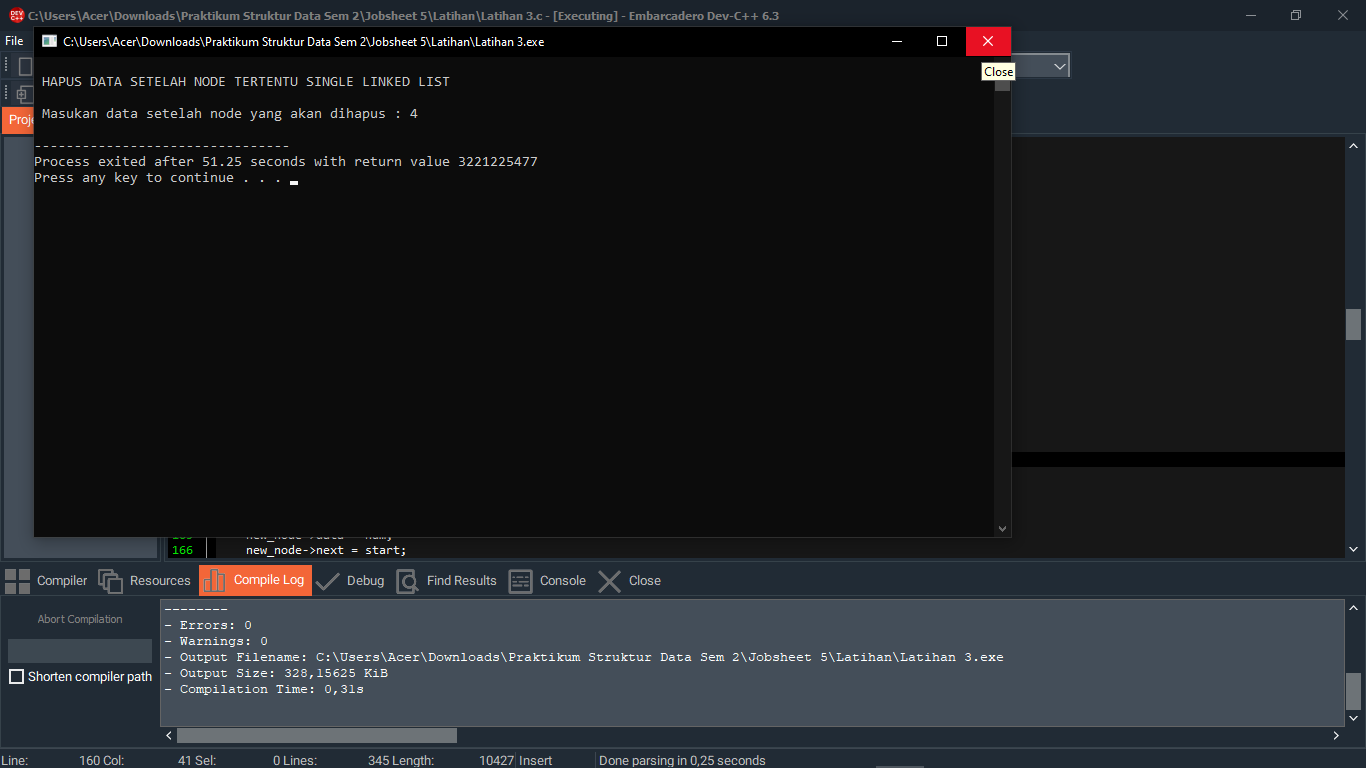 C:\Users\Acer\Downloads\Praktikum Struktur Data Sem 2\Jobsheet 5\Latihan\Latihan 3.c - [Executing] - Embarcadero Dev-C++ 6.3
File
C:\Users\Acer\Downloads\Praktikum Struktur Data Sem 2\Jobsheet 5\Latihan\Latihan 3.exe
Close
HAPUS DATA SETELAH NODE TERTENTU SINGLE LINKED LIST
Masukan data setelah node yang akan dihapus : 4
--------------------------------
Process exited after 51.25 seconds with return value 3221225477
Press any key to continue . . .
166 new_node->next = start;
Compiler Resources Compile Log Debug Find Results Console Close
Abort Compilation
Shorten compiler path
--------
- Errors: 0
- Warnings: 0
- Output Filename: C:\Users\Acer\Downloads\Praktikum Struktur Data Sem 2\Jobsheet 5\Latihan\Latihan 3.exe
- Output Size: 328,15625 KiB
- Compilation Time: 0,31s
Line: 160 Col: 41 Sel: 0 Lines: 345 Length: 10427 Insert Done parsing in 0,25 seconds